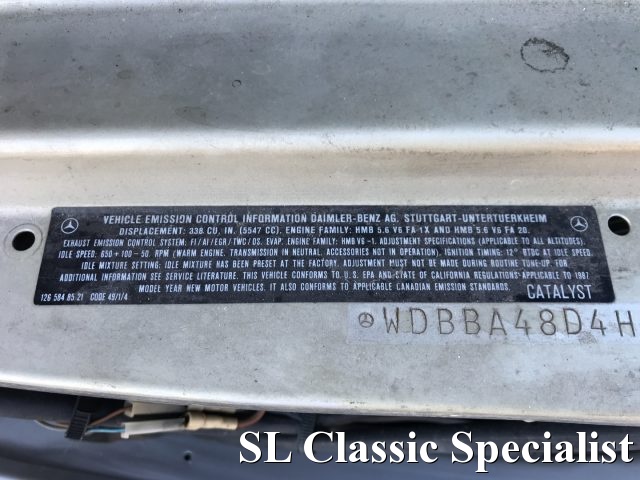 VEHICLE EMISSION CONTROL INFORMATION DAIMLER-BENZ AG. STUTTGART-UNTERTUERKHEIM
DISPLACEMENT: 338 CU. IN. (5547 CC). ENGINE FAMILY: HMB 5.6 V6 FA 1X AND HMB 5.6 V6 FA 20.
EXHAUST EMISSION CONTROL SYSTEM: FI/AI/EGR/TWC/OS. EVAP. ENGINE FAMILY: HMB V6-1. ADJUSTMENT SPECIFICATIONS (APPLICABLE TO ALL ALTITUDES).
IDLE SPEED: 650+100-50. RPM (WARM ENGINE. TRANSMISSION IN NEUTRAL. ACCESSORIES NOT IN OPERATION). IGNITION TIMING: 12° BTDC AT IDLE SPEED.
IDLE MIXTURE SETTING: IDLE MIXTURE HAS BEEN PRESET AT THE FACTORY. ADJUSTMENT MUST NOT BE MADE DURING ROUTINE TUNE-UP. FOR
ADDITIONAL INFORMATION SEE SERVICE LITERATURE. THIS VEHICLE CONFORMS TO U.S. EPA AND STATE OF CALIFORNIA REGULATIONS APPLICABLE TO 1987
MODEL YEAR NEW MOTOR VEHICLES. IT ALSO CONFORMS TO APPLICABLE CANADIAN EMISSION STANDARDS.
126 584 85 21 CODE 49/1/4
CATALYST
WDBBA48D4H
SL Classic Specialist